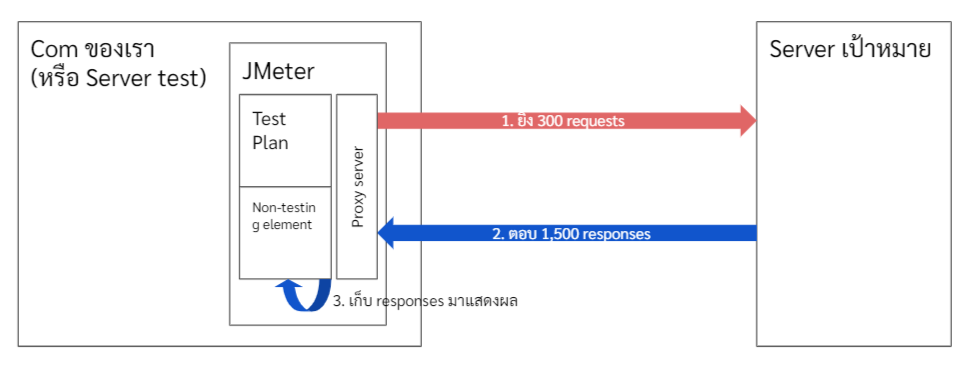 Com ของเรา
(หรือ Server test)
JMeter
Test
Plan
Non-testin
g element
Proxy server
1. ยิง 300 requests
2. ตอบ 1,500 responses
3. เก็บ responses มาแสดงผล
Server เป้าหมาย